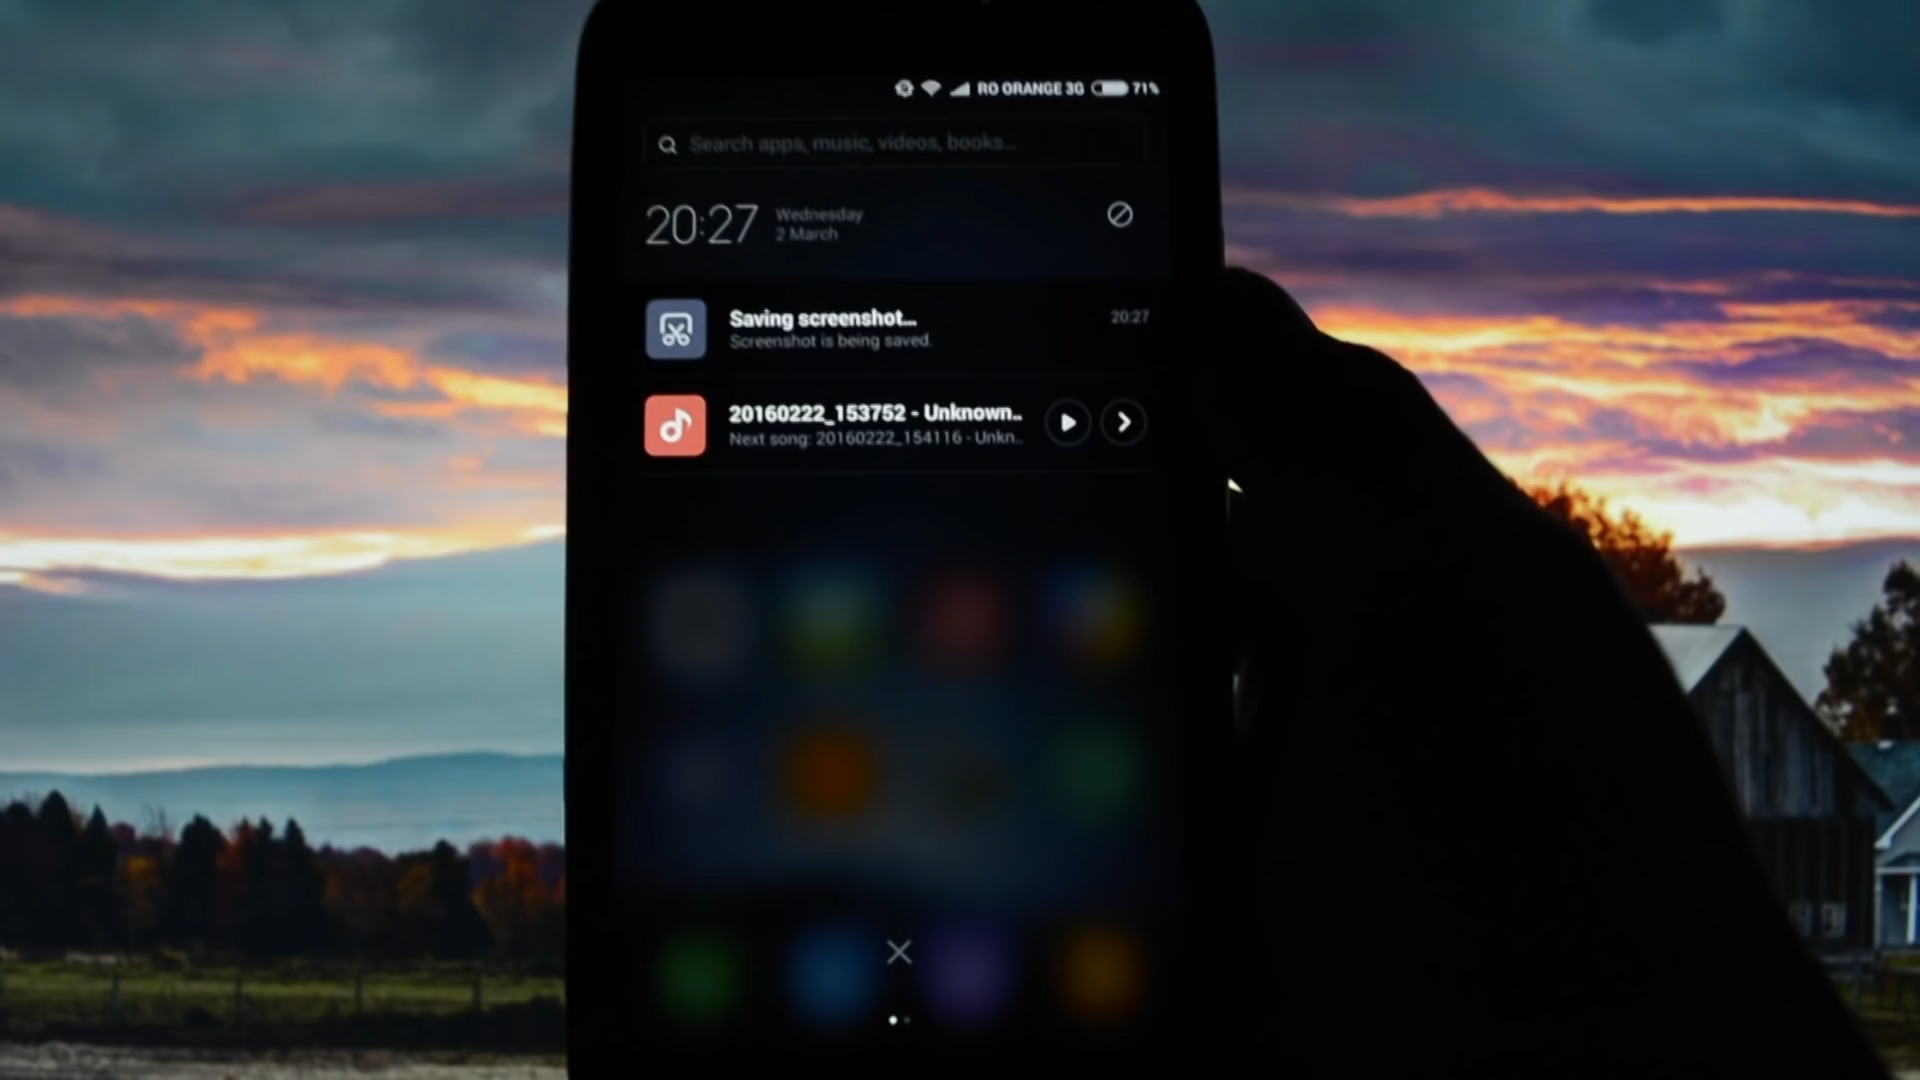 RO ORANGE 3G 71%
Search apps, music, videos, books...
20:27
Wednesday
2 March
Saving screenshot...
20:27
Screenshot is being saved.
20160222_153752 - Unknown..
Next song: 20160222_154116 - Unkn..